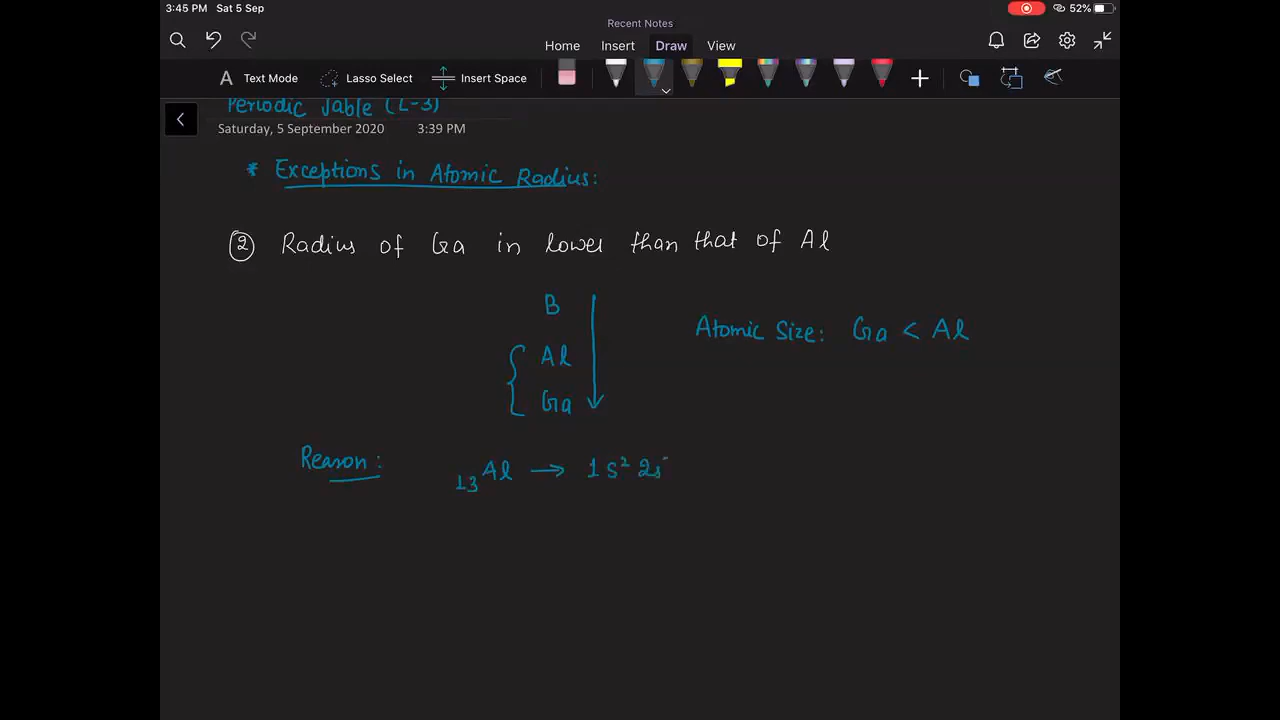 3:45 PM Sat 5 Sep 52%
Recent Notes
Home Insert Draw View
A Text Mode Lasso Select Insert Space
Periodic Table (L-3)
Saturday, 5 September 2020 3:39 PM
* Exceptions in Atomic Radius:
② Radius of Ga in lower than that of Al
B
Atomic Size: Ga < Al
Al
Ga
Reason: ₁₃Al → 1s² 2s